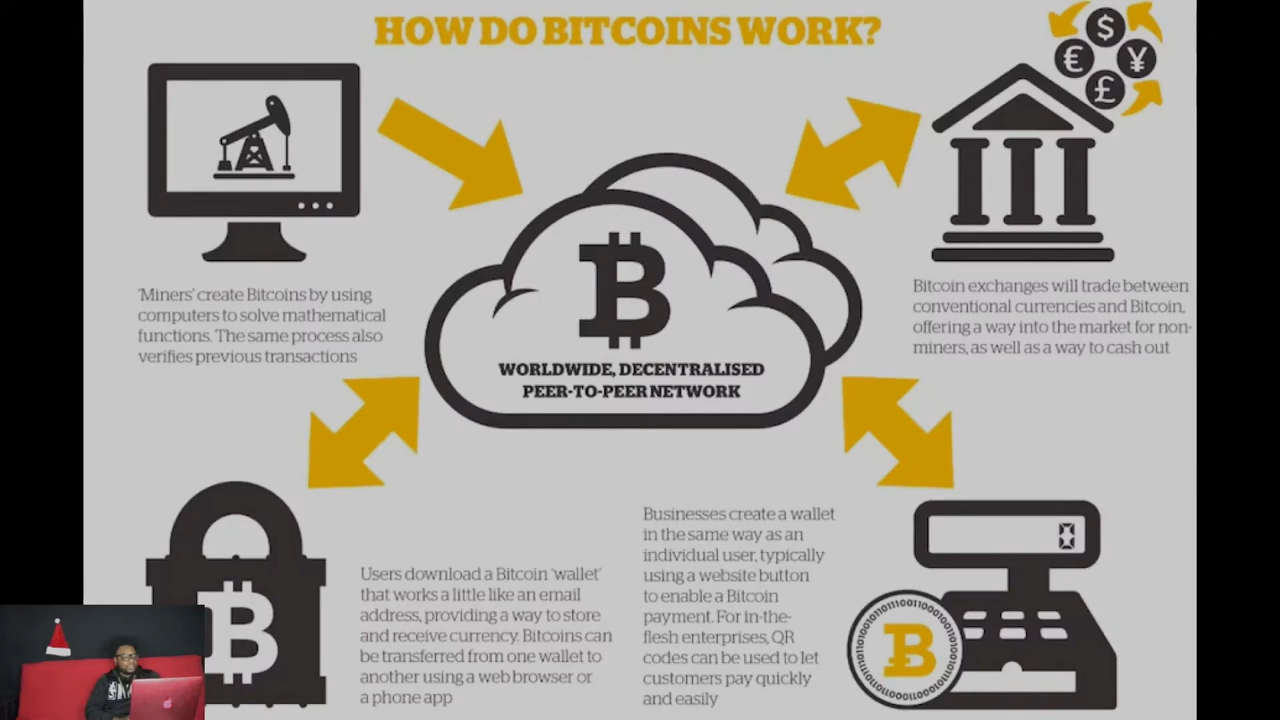 HOW DO BITCOINS WORK?
$
€ ¥
£
'Miners' create Bitcoins by using
computers to solve mathematical
functions. The same process also
verifies previous transactions
WORLDWIDE, DECENTRALISED
PEER-TO-PEER NETWORK
Bitcoin exchanges will trade between
conventional currencies and Bitcoin,
offering a way into the market for non-
miners, as well as a way to cash out
Users download a Bitcoin 'wallet'
that works a little like an email
address, providing a way to store
and receive currency. Bitcoins can
be transferred from one wallet to
another using a web browser or
a phone app
Businesses create a wallet
in the same way as an
individual user, typically
using a website button
to enable a Bitcoin
payment. For in-the-
flesh enterprises, QR
codes can be used to let
customers pay quickly
and easily
0